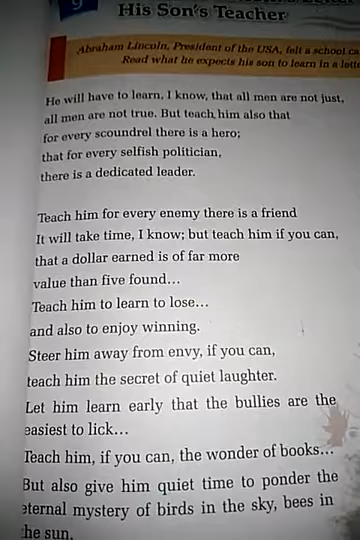 9
His Son's Teacher
Abraham Lincoln, President of the USA, felt a school
Read what he expects his son to learn in a
He will have to learn, I know, that all men are not just,
all men are not true. But teach him also that
for every scoundrel there is a hero;
that for every selfish politician,
there is a dedicated leader.
Teach him for every enemy there is a friend
It will take time, I know; but teach him if you can,
that a dollar earned is of far more
value than five found...
Teach him to learn to lose...
and also to enjoy winning.
Steer him away from envy, if you can,
teach him the secret of quiet laughter.
Let him learn early that the bullies are the
easiest to lick...
Teach him, if you can, the wonder of books...
But also give him quiet time to ponder the
eternal mystery of birds in the sky, bees in
the sun,